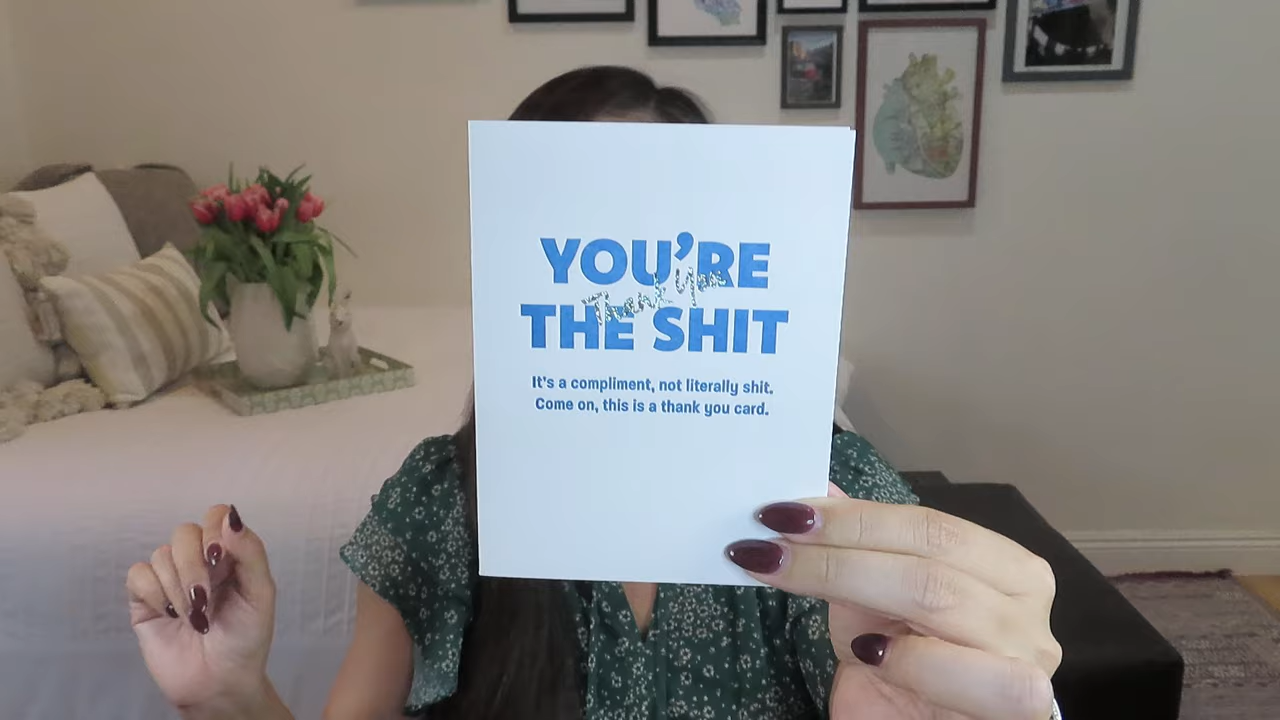 YOU'RE
Thank You
THE SHIT
It's a compliment, not literally shit.
Come on, this is a thank you card.